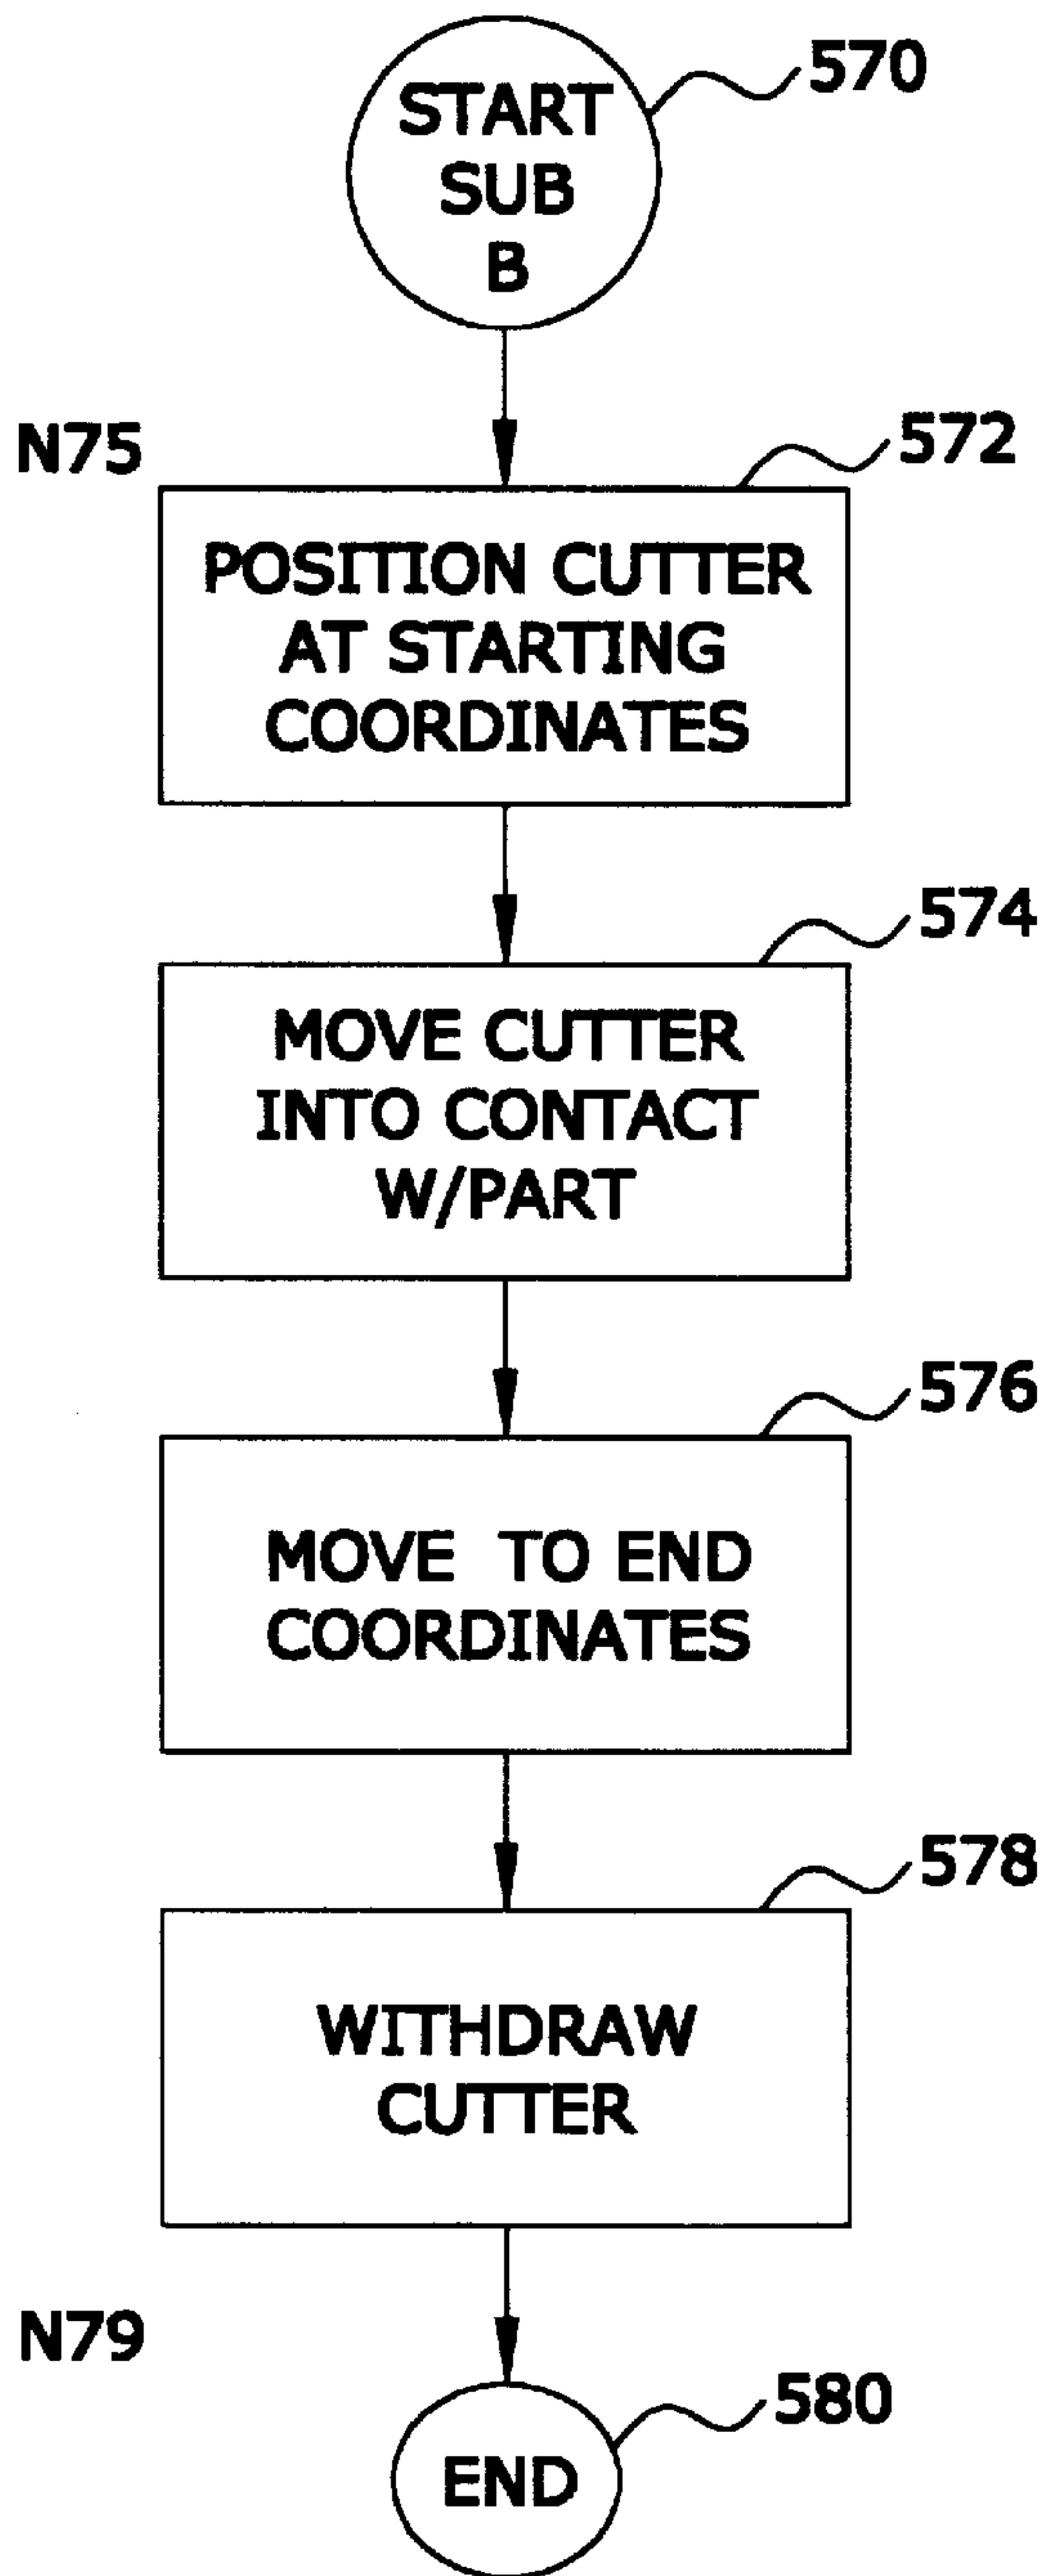 START
SUB
B
570
N75
572
POSITION CUTTER
AT STARTING
COORDINATES
574
MOVE CUTTER
INTO CONTACT
W/PART
576
MOVE TO END
COORDINATES
578
WITHDRAW
CUTTER
N79
580
END